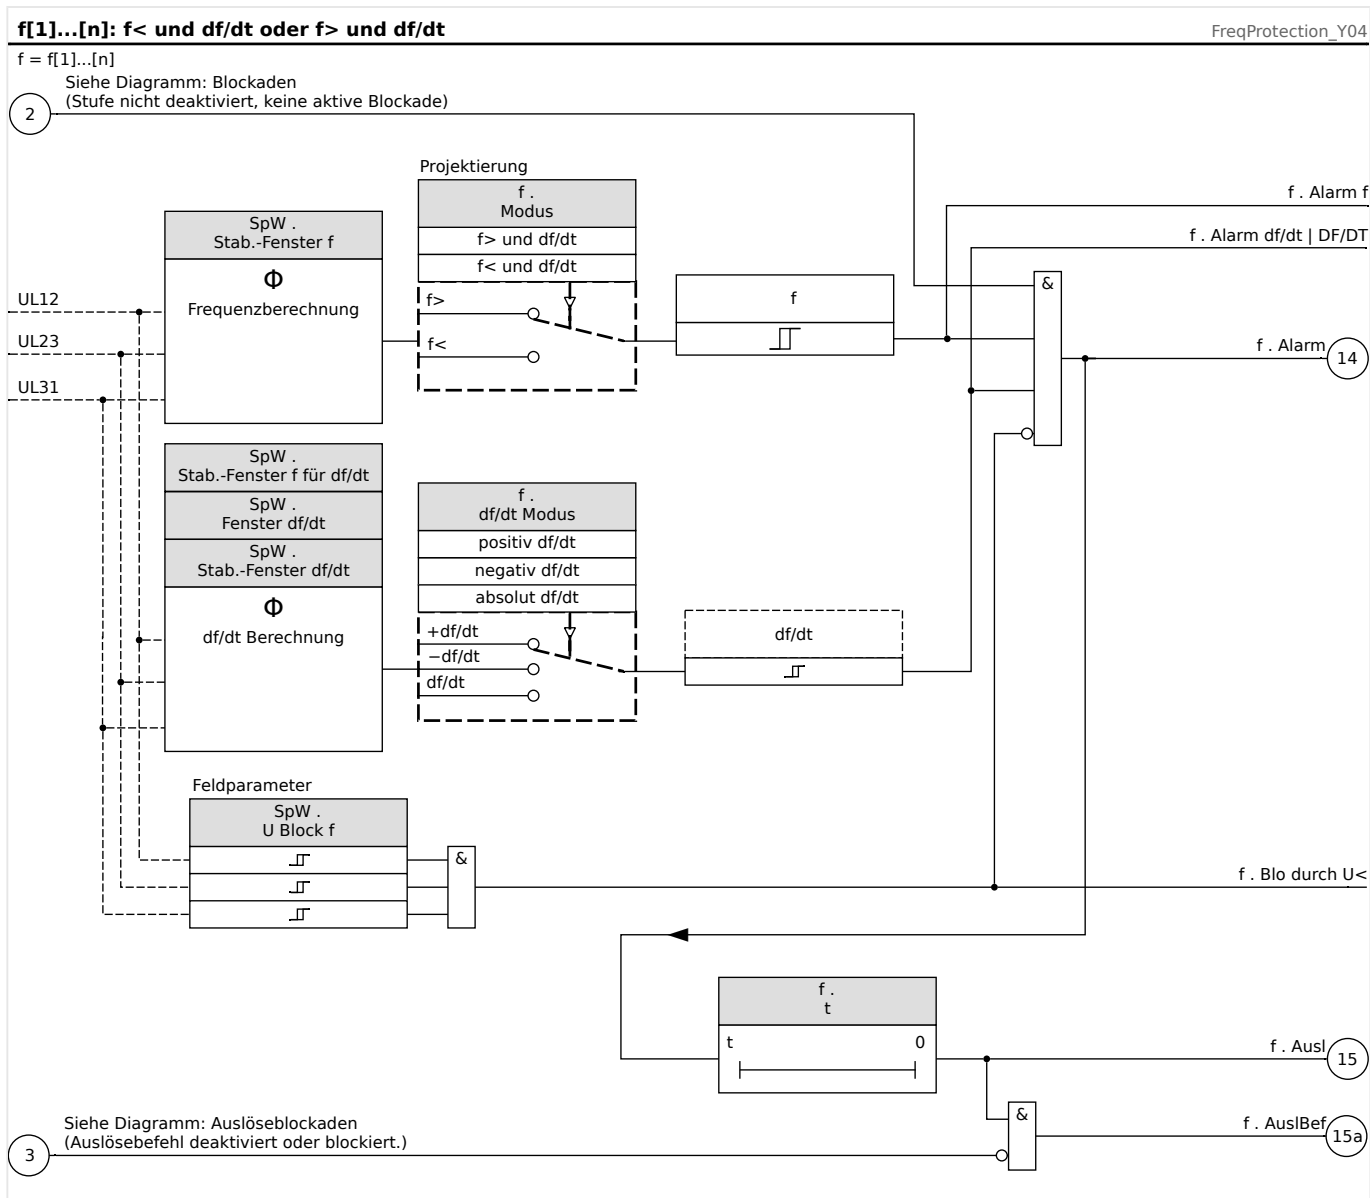 f[1]...[n]: f< und df/dt oder f> und df/dt
FreqProtection_Y04
f = f[1]...[n]
Siehe Diagramm: Blockaden
(Stufe nicht deaktiviert, keine aktive Blockade)
2
Projektierung
f .
Modus
f> und df/dt
f< und df/dt
f>
f<
SpW .
Stab.-Fenster f
Φ
Frequenzberechnung
UL12
UL23
UL31
f
f . Alarm f
f . Alarm df/dt | DF/DT
&
f . Alarm
14
SpW .
Stab.-Fenster f für df/dt
SpW .
Fenster df/dt
SpW .
Stab.-Fenster df/dt
Φ
df/dt Berechnung
f .
df/dt Modus
positiv df/dt
negativ df/dt
absolut df/dt
+df/dt
−df/dt
df/dt
df/dt
Feldparameter
SpW .
U Block f
&
f . Blo durch U<
f .
t
t
0
f . Ausl
15
Siehe Diagramm: Auslöseblockaden
(Auslösebefehl deaktiviert oder blockiert.)
3
&
f . AuslBef
15a